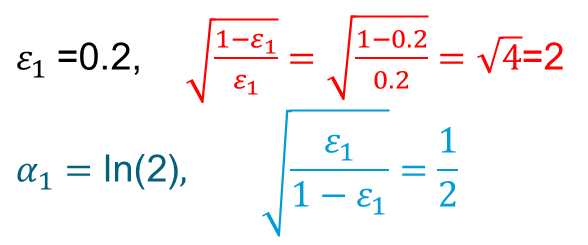 ε₁ =0.2, √((1−ε₁)/ε₁) = √((1−0.2)/0.2) = √4=2
α₁ = ln(2), √(ε₁/(1 − ε₁)) = 1/2